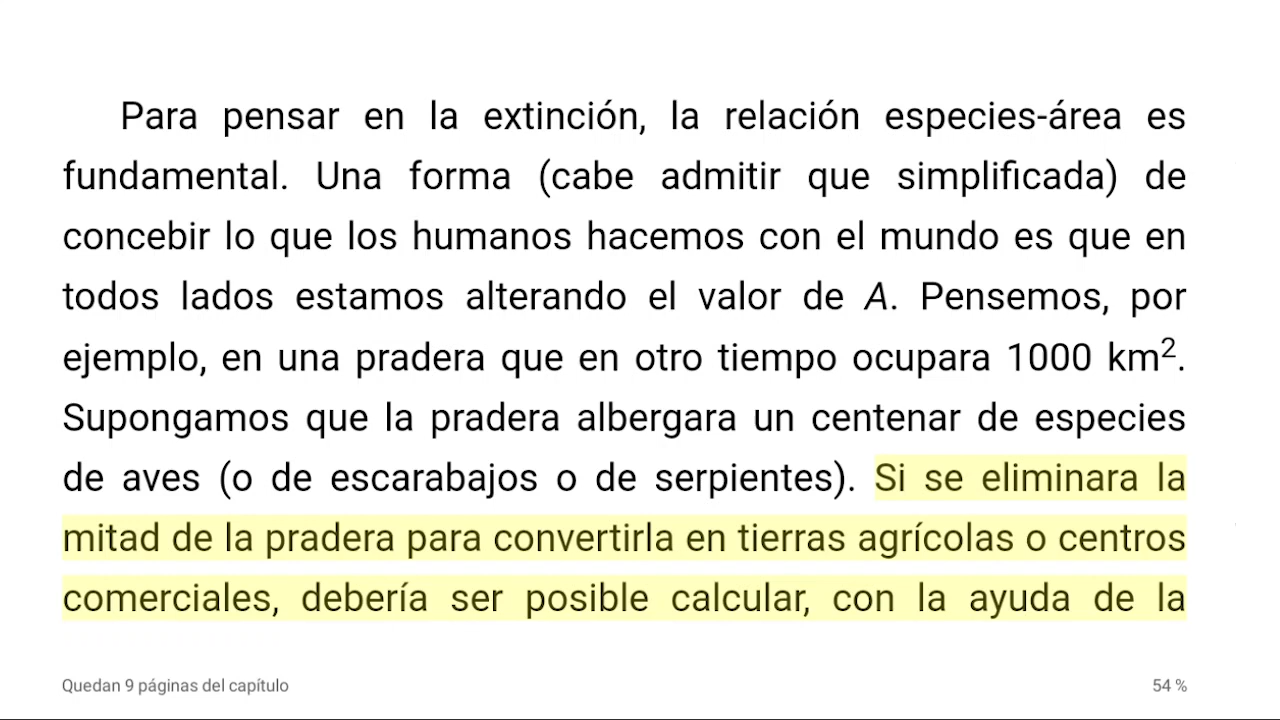 Para pensar en la extinción, la relación especies-área es
fundamental. Una forma (cabe admitir que simplificada) de
concebir lo que los humanos hacemos con el mundo es que en
todos lados estamos alterando el valor de A. Pensemos, por
ejemplo, en una pradera que en otro tiempo ocupara 1000 km².
Supongamos que la pradera albergara un centenar de especies
de aves (o de escarabajos o de serpientes). Si se eliminara la
mitad de la pradera para convertirla en tierras agrícolas o centros
comerciales, debería ser posible calcular, con la ayuda de la
Quedan 9 páginas del capítulo
54 %